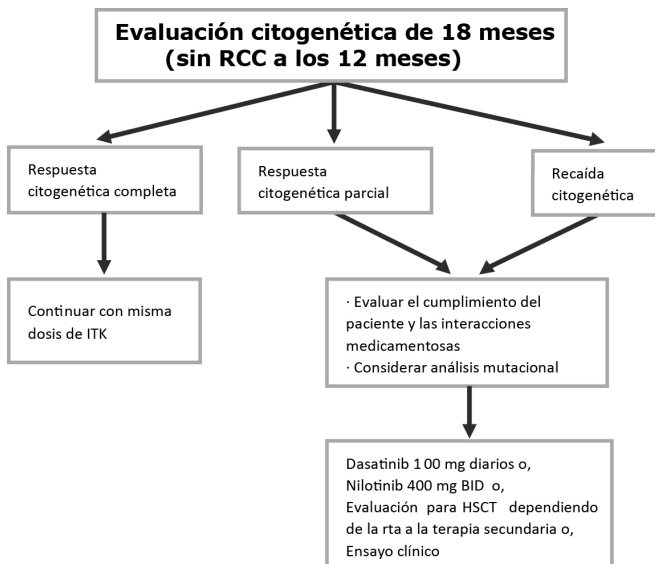 Evaluación citogenética de 18 meses
(sin RCC a los 12 meses)
Respuesta
citogenética completa
Respuesta
citogenética parcial
Recaída
citogenética
Continuar con misma
dosis de ITK
· Evaluar el cumplimiento del
paciente y las interacciones
medicamentosas
· Considerar análisis mutacional
Dasatinib 100 mg diarios o,
Nilotinib 400 mg BID o,
Evaluación para HSCT dependiendo
de la rta a la terapia secundaria o,
Ensayo clínico